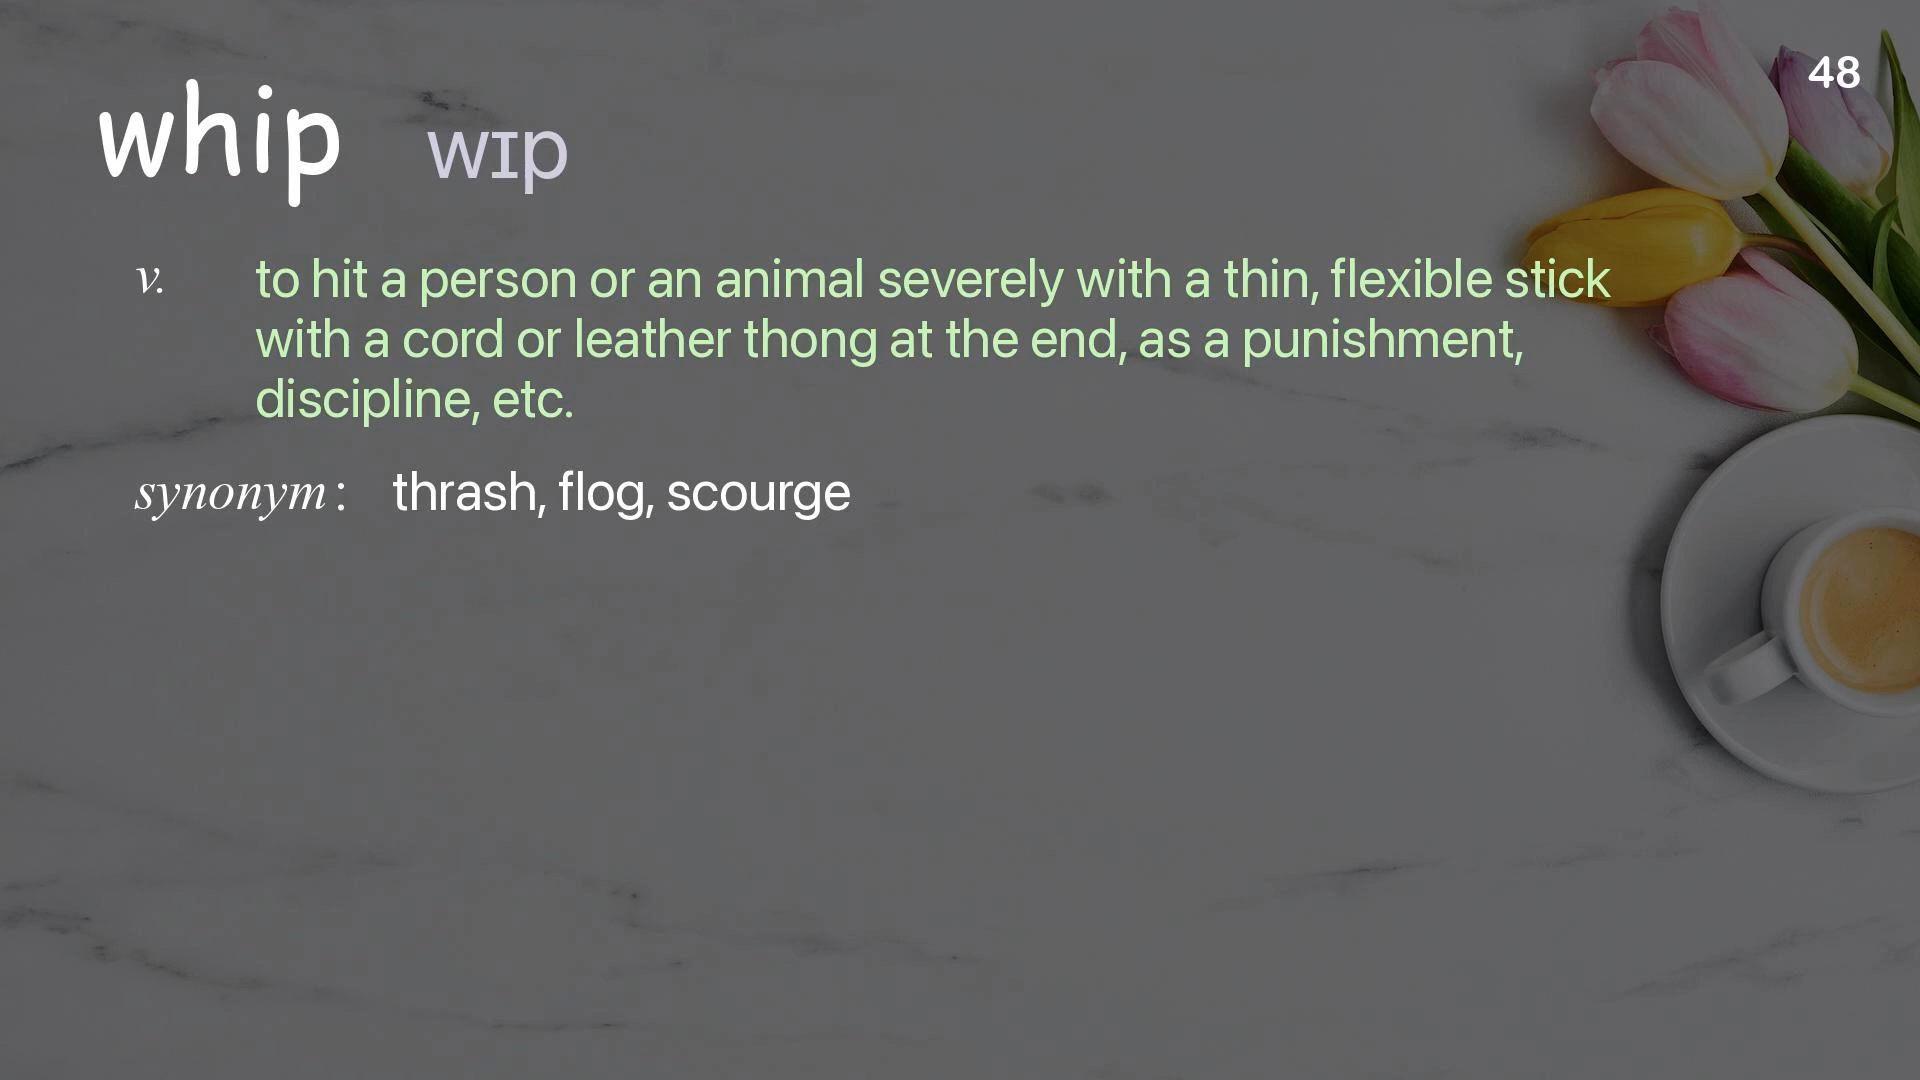 48
whip wɪp
v. to hit a person or an animal severely with a thin, flexible stick
with a cord or leather thong at the end, as a punishment,
discipline, etc.
synonym : thrash, flog, scourge